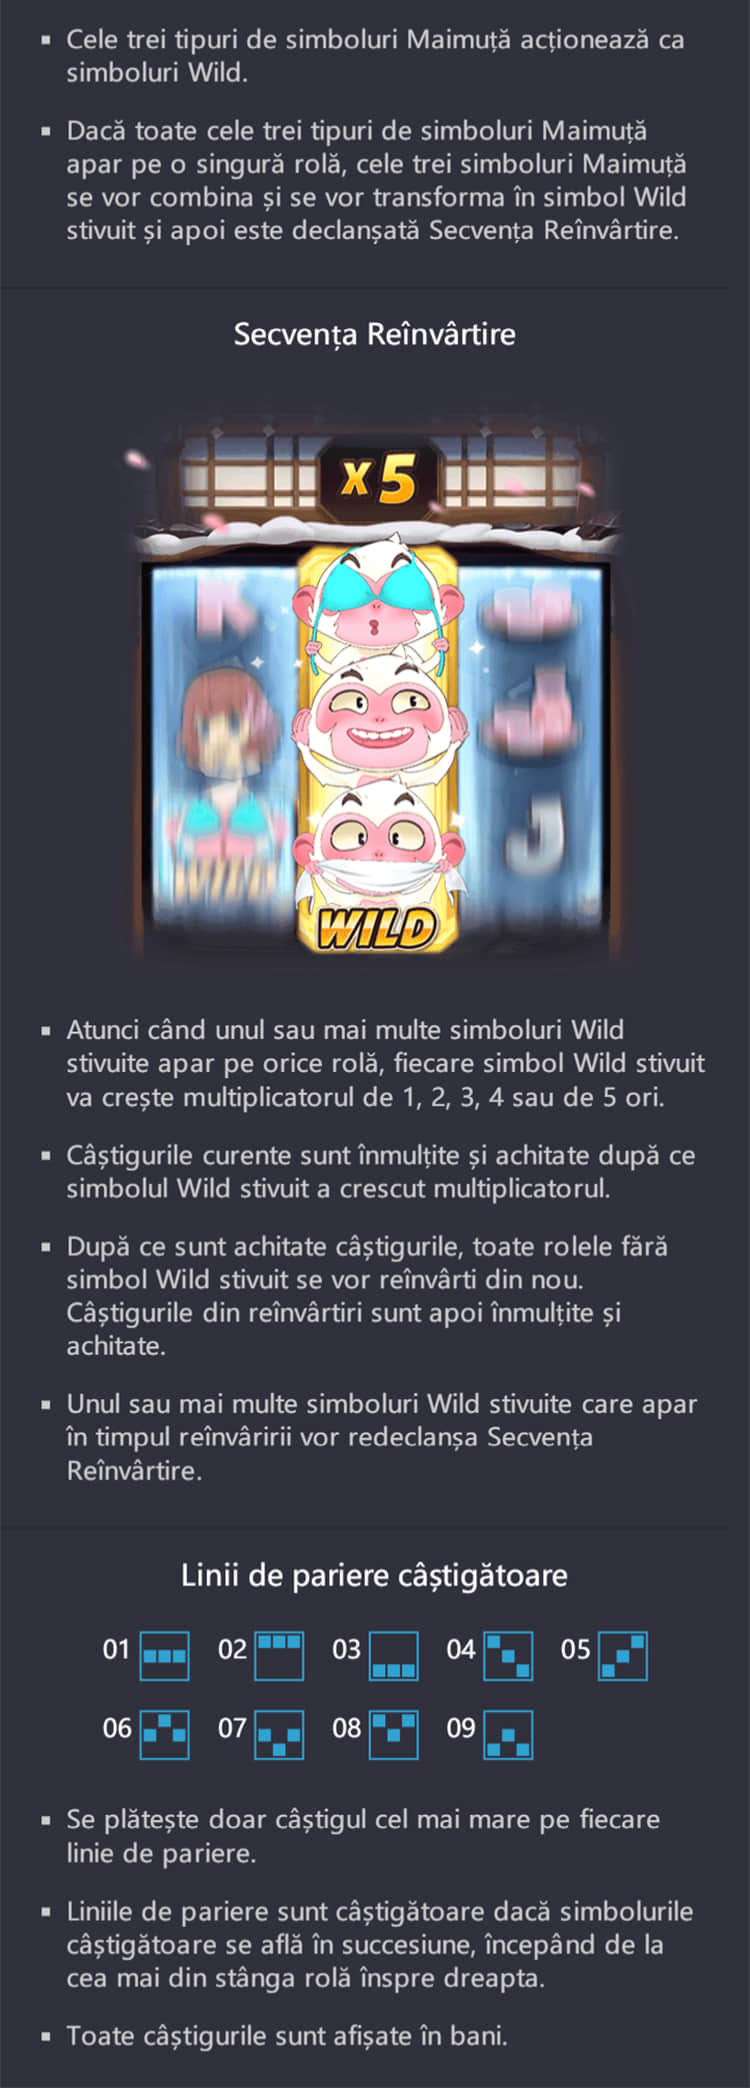 Cele trei tipuri de simboluri Maimuță acționează ca
simboluri Wild.
Dacă toate cele trei tipuri de simboluri Maimuță
apar pe o singură rolă, cele trei simboluri Maimuță
se vor combina și se vor transforma în simbol Wild
stivuit și apoi este declanșată Secvența Reînvârtire.
Secvența Reînvârtire
x5
K
J
WILD
WILD
Atunci când unul sau mai multe simboluri Wild
stivuite apar pe orice rolă, fiecare simbol Wild stivuit
va crește multiplicatorul de 1, 2, 3, 4 sau de 5 ori.
Câștigurile curente sunt înmulțite și achitate după ce
simbolul Wild stivuit a crescut multiplicatorul.
După ce sunt achitate câștigurile, toate rolele fără
simbol Wild stivuit se vor reînvârti din nou.
Câștigurile din reînvârtiri sunt apoi înmulțite și
achitate.
Unul sau mai multe simboluri Wild stivuite care apar
în timpul reînvâririi vor redeclanșa Secvența
Reînvârtire.
Linii de pariere câștigătoare
01 02 03 04 05
06 07 08 09
Se plătește doar câștigul cel mai mare pe fiecare
linie de pariere.
Liniile de pariere sunt câștigătoare dacă simbolurile
câștigătoare se află în succesiune, începând de la
cea mai din stânga rolă înspre dreapta.
Toate câștigurile sunt afișate în bani.